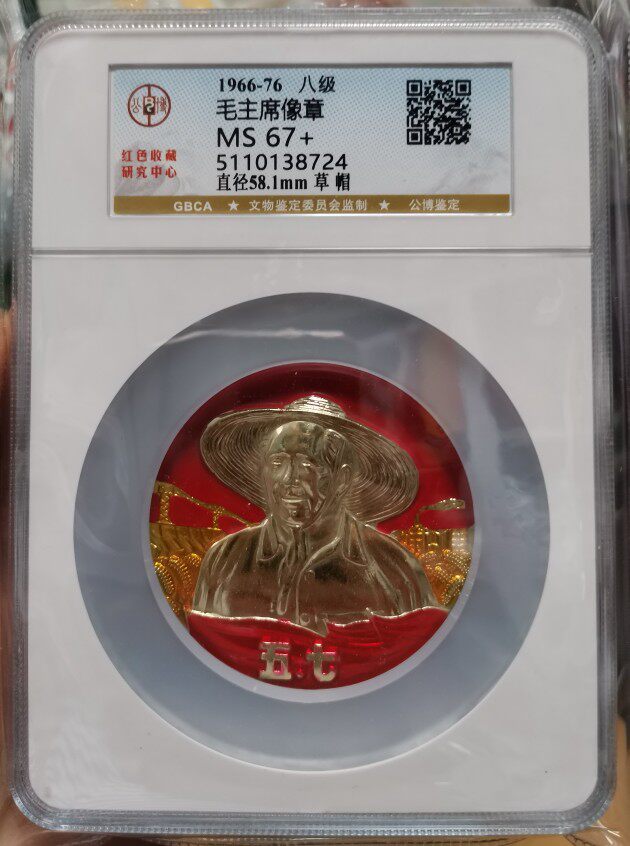 1966-76 八级
毛主席像章
MS 67+
5110138724
直径58.1mm 草 帽
公博
红色收藏
研究中心
GBCA ★ 文物鉴定委员会监制 ★ 公博鉴定
五七